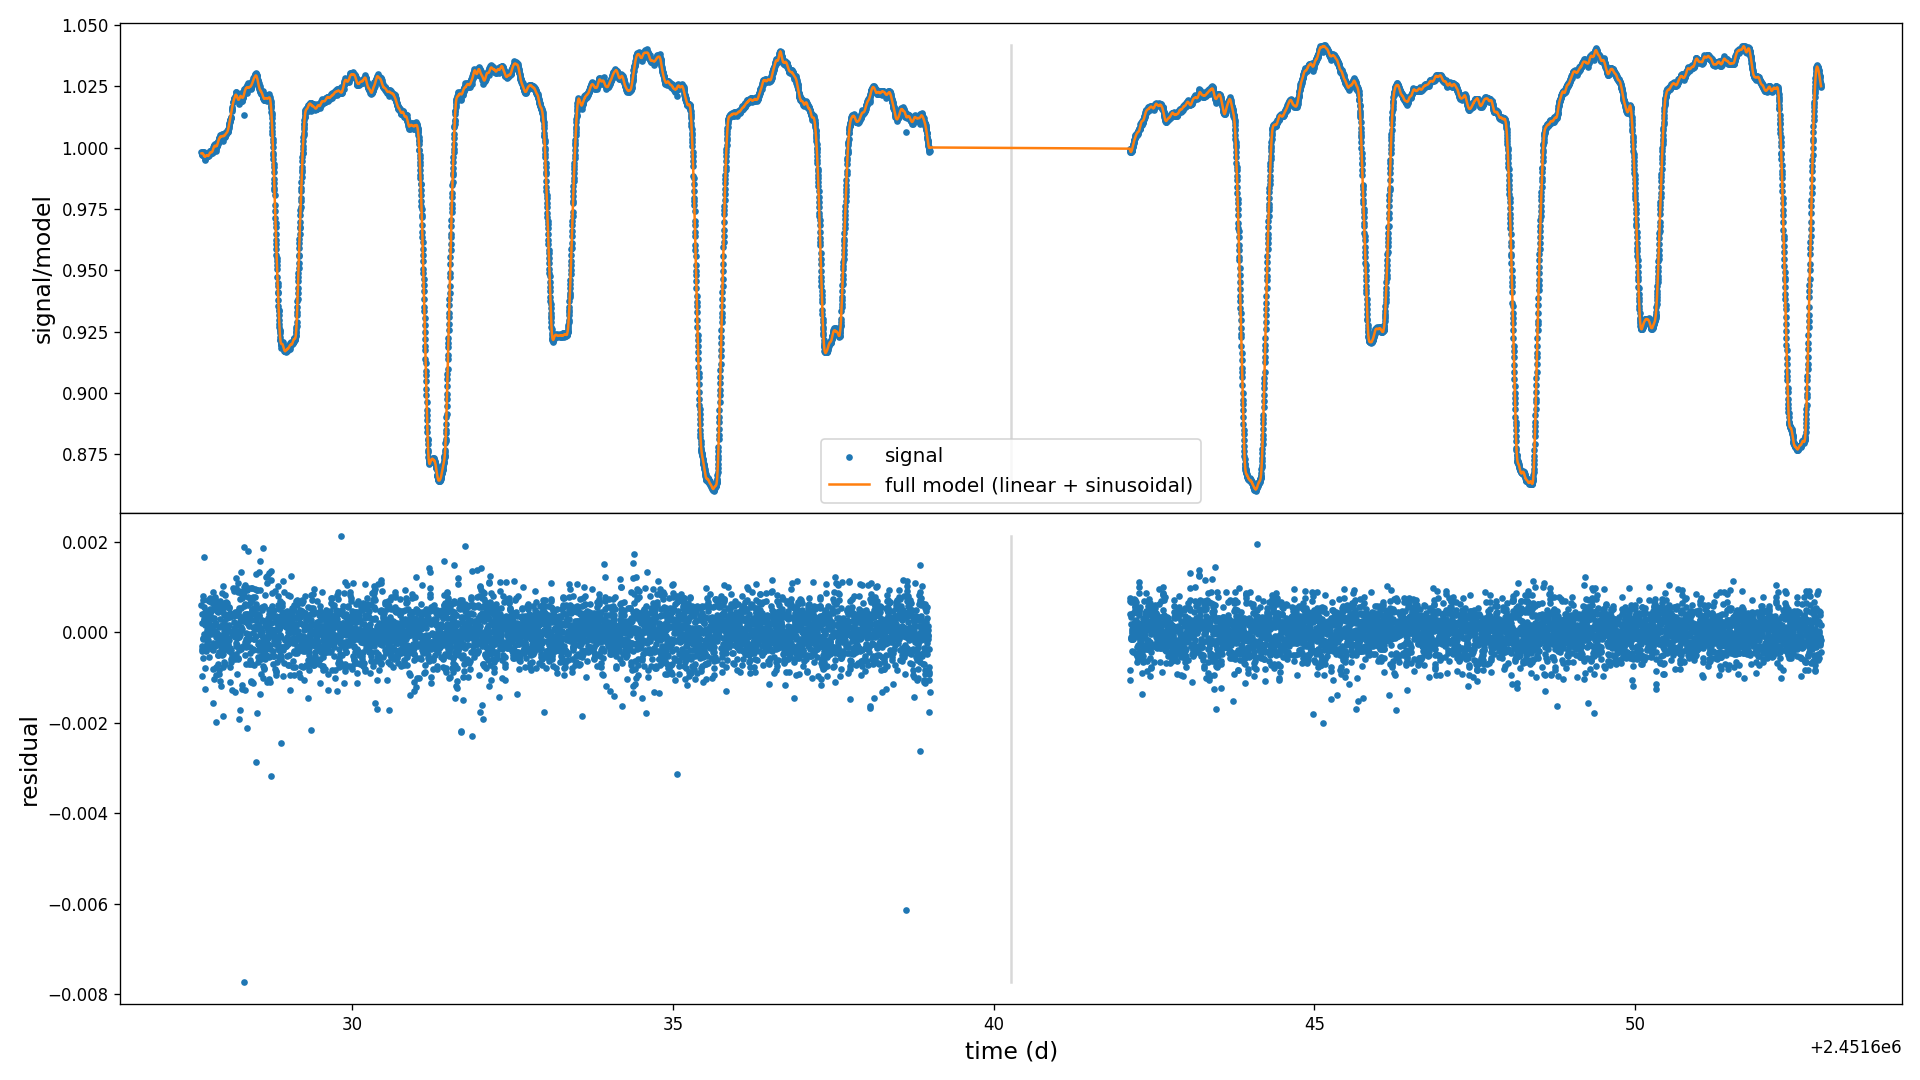 1.050
1.025
1.000
0.975
0.950
0.925
0.900
0.875
signal/model
signal
full model (linear + sinusoidal)
0.002
0.000
−0.002
−0.004
−0.006
−0.008
residual
30 35 40 45 50
time (d)
+2.4516e6